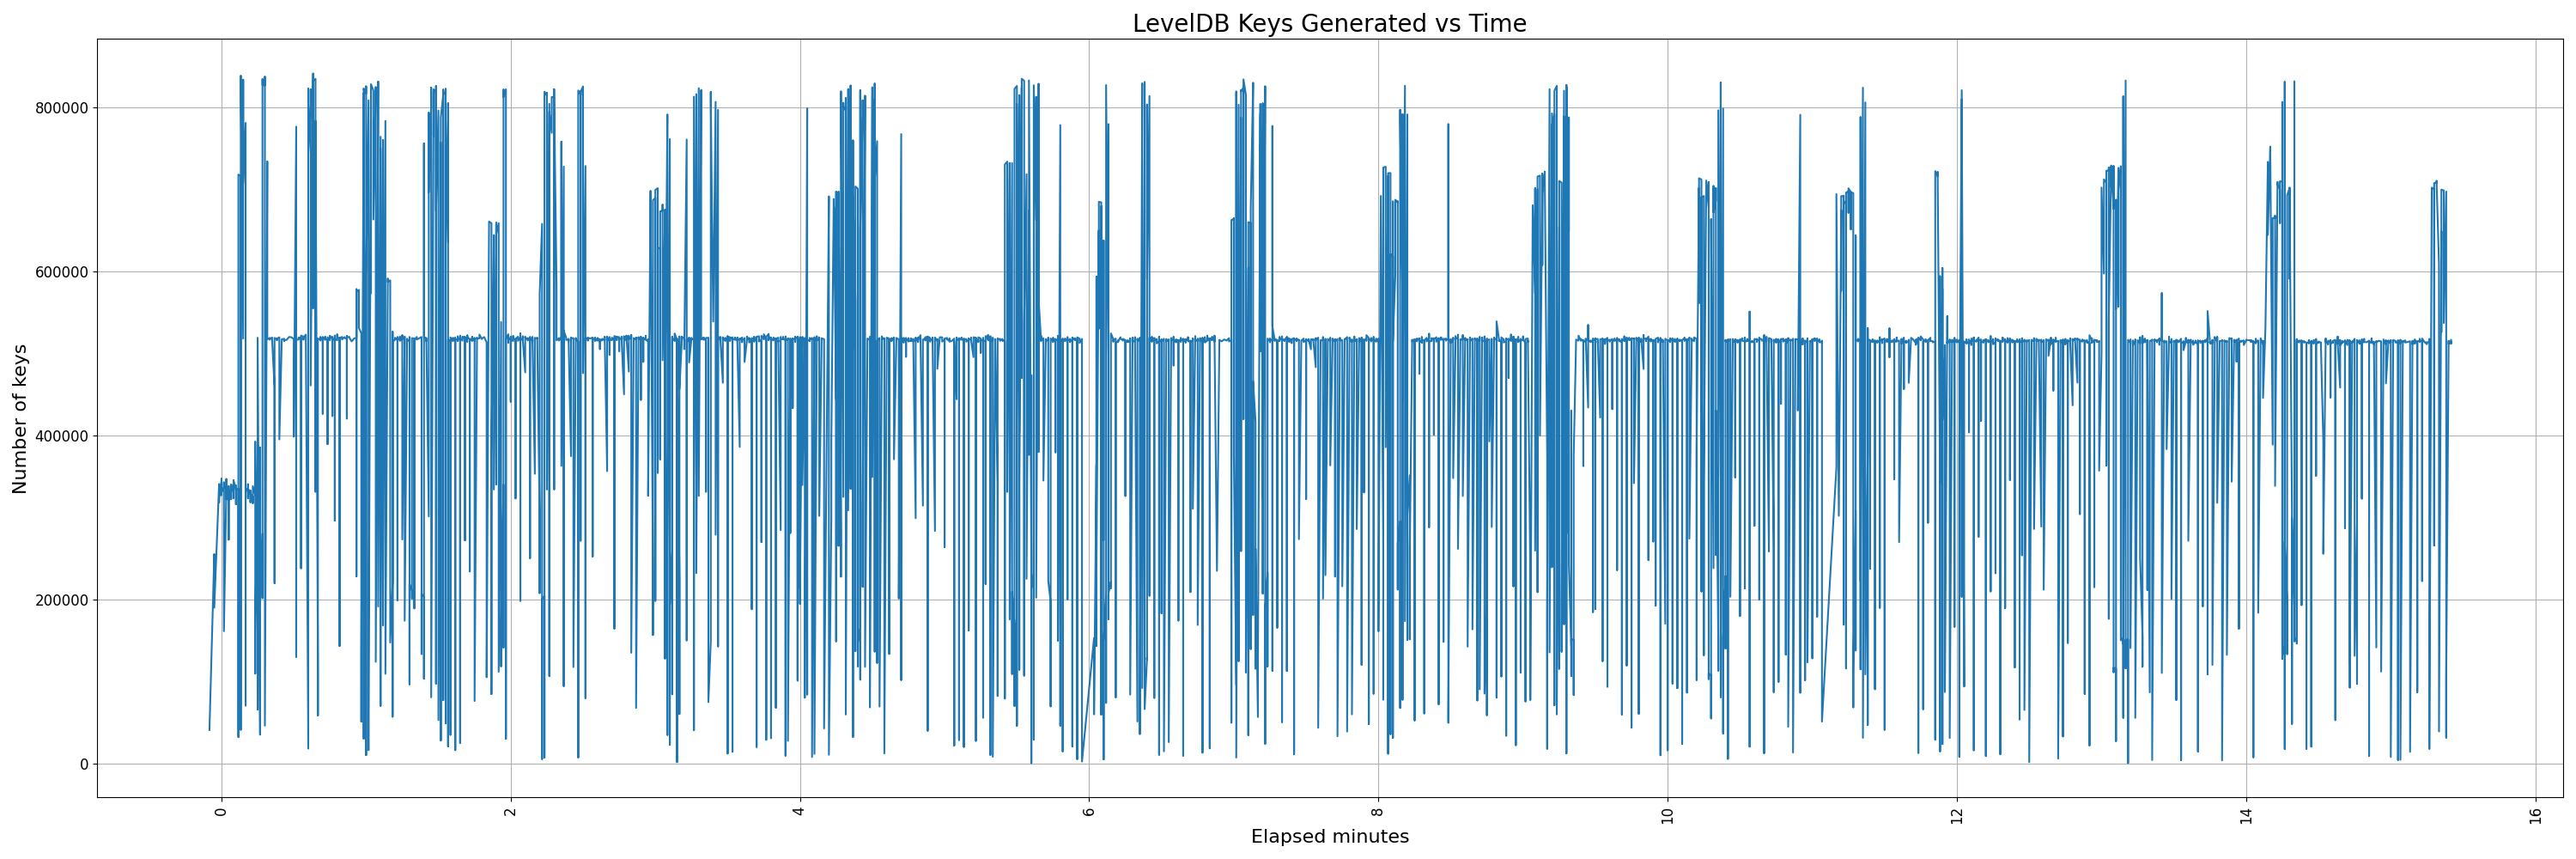 LevelDB Keys Generated vs Time
Number of keys
800000
600000
400000
200000
0
0 2 4 6 8 10 12 14 16
Elapsed minutes